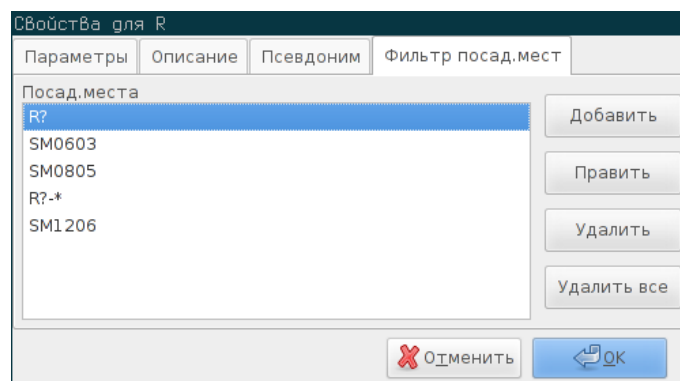 Свойства для R
Параметры Описание Псевдоним Фильтр посад.мест
Посад.места
R?
SM0603
SM0805
R?-*
SM1206
Добавить
Править
Удалить
Удалить все
Отменить
OK